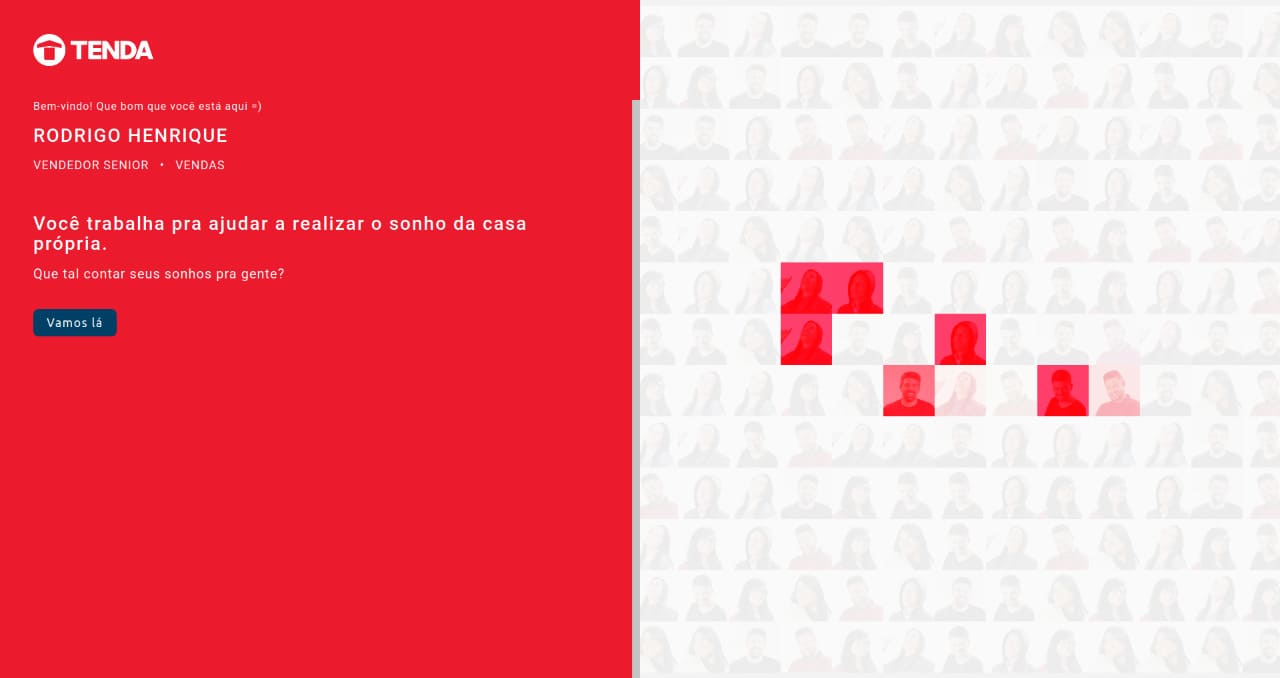 TENDA
Bem-vindo! Que bom que você está aqui =)
RODRIGO HENRIQUE
VENDEDOR SENIOR • VENDAS
Você trabalha pra ajudar a realizar o sonho da casa
própria.
Que tal contar seus sonhos pra gente?
Vamos lá